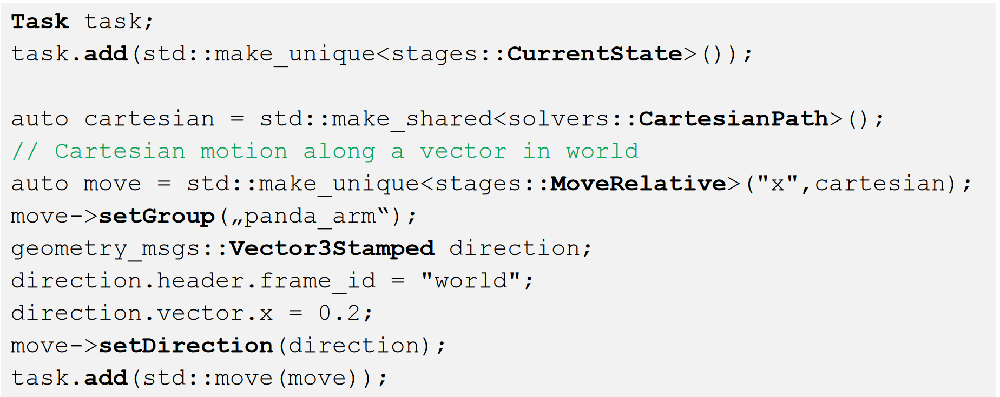 Task task;
task.add(std::make_unique<stages::CurrentState>());
auto cartesian = std::make_shared<solvers::CartesianPath>();
// Cartesian motion along a vector in world
auto move = std::make_unique<stages::MoveRelative>("x",cartesian);
move->setGroup(„panda_arm“);
geometry_msgs::Vector3Stamped direction;
direction.header.frame_id = "world";
direction.vector.x = 0.2;
move->setDirection(direction);
task.add(std::move(move));